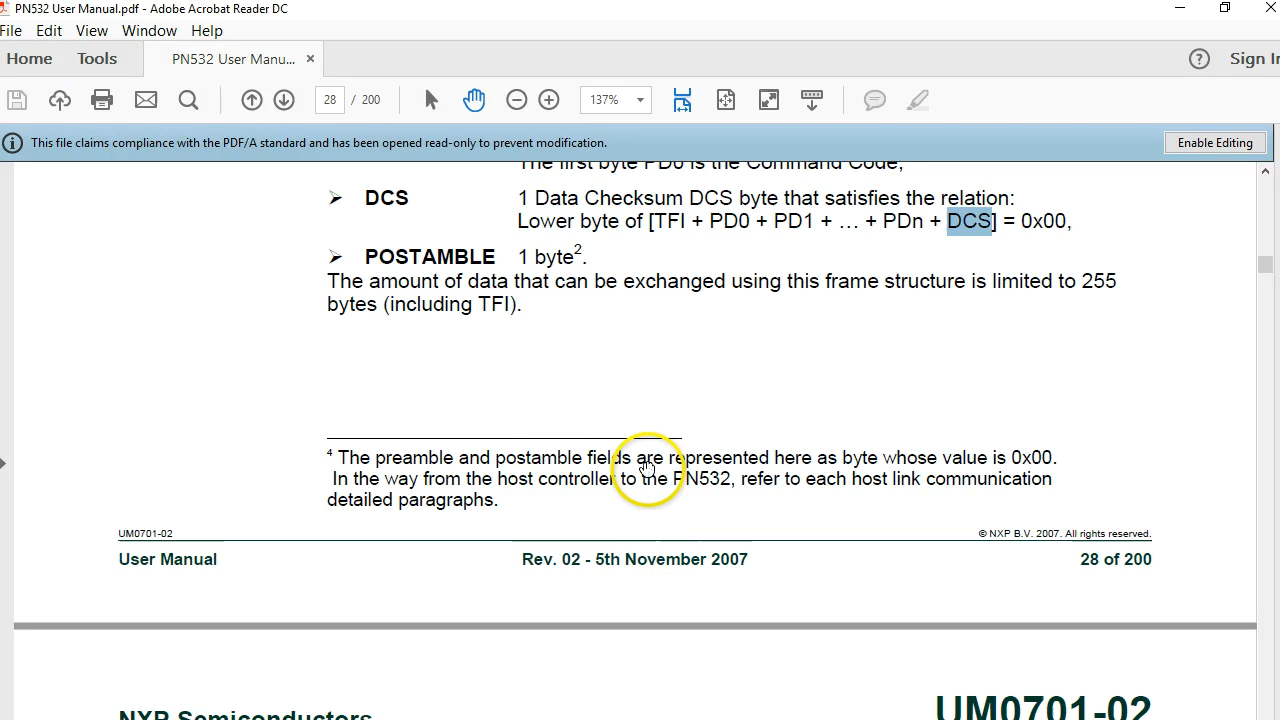 PN532 User Manual.pdf - Adobe Acrobat Reader DC
File Edit View Window Help
Home Tools PN532 User Manu... × ? Sign In
28 / 200 137%
This file claims compliance with the PDF/A standard and has been opened read-only to prevent modification. Enable Editing
The first byte PD0 is the Command Code,
➢ DCS 1 Data Checksum DCS byte that satisfies the relation:
Lower byte of [TFI + PD0 + PD1 + … + PDn + DCS] = 0x00,
➢ POSTAMBLE 1 byte2.
The amount of data that can be exchanged using this frame structure is limited to 255
bytes (including TFI).
4 The preamble and postamble fields are represented here as byte whose value is 0x00.
In the way from the host controller to the PN532, refer to each host link communication
detailed paragraphs.
UM0701-02 © NXP B.V. 2007. All rights reserved.
User Manual Rev. 02 - 5th November 2007 28 of 200
NXP Semiconductors UM0701-02